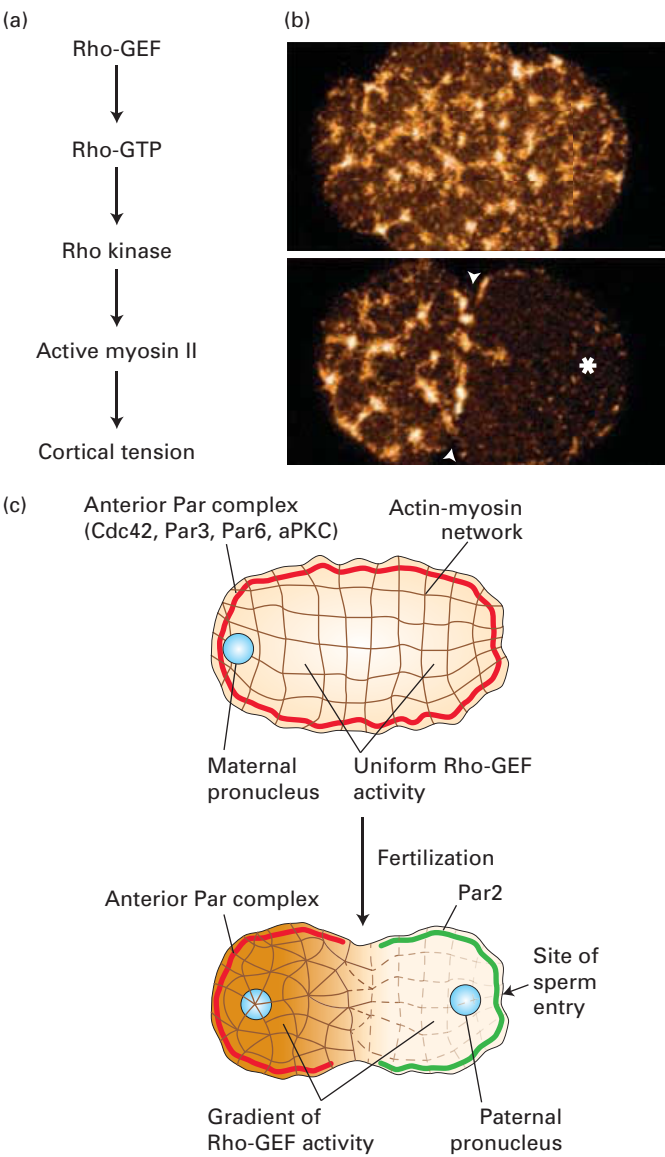 (a)
Rho-GEF
Rho-GTP
Rho kinase
Active myosin II
Cortical tension
(b)
*
(c)
Anterior Par complex
(Cdc42, Par3, Par6, aPKC)
Actin-myosin
network
Maternal
pronucleus
Uniform Rho-GEF
activity
Fertilization
Anterior Par complex
Par2
Site of
sperm
entry
Gradient of
Rho-GEF activity
Paternal
pronucleus